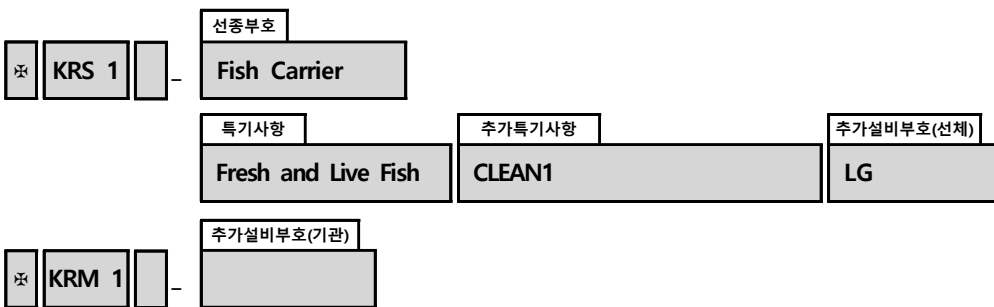 선종부호
✠ KRS 1 – Fish Carrier
특기사항 추가특기사항 추가설비부호(선체)
Fresh and Live Fish CLEAN1 LG
추가설비부호(기관)
✠ KRM 1 –